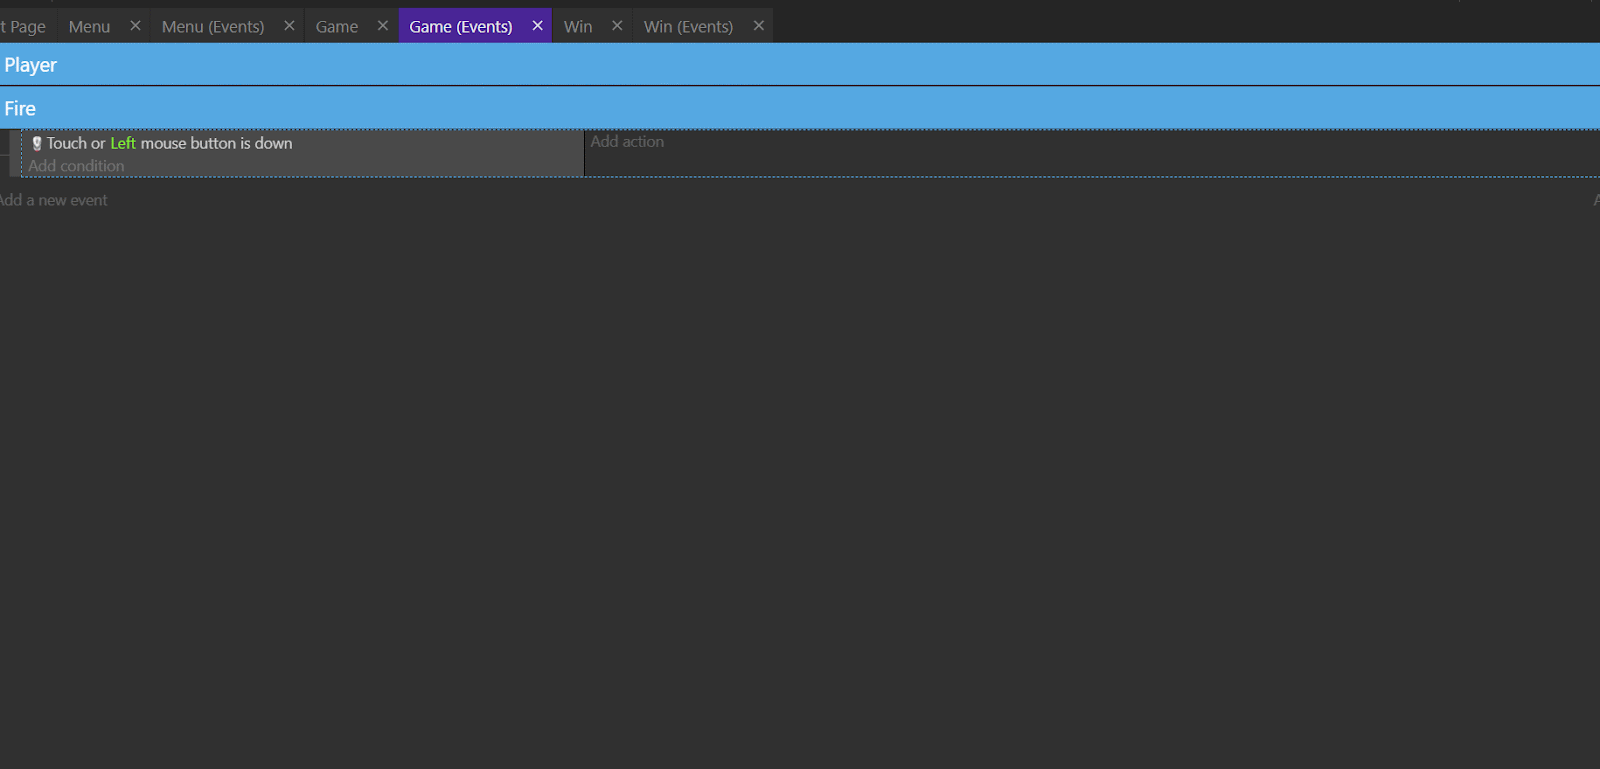 t Page Menu Menu (Events) Game Game (Events) Win Win (Events)
Player
Fire
Touch or Left mouse button is down Add action
Add condition
Add a new event A